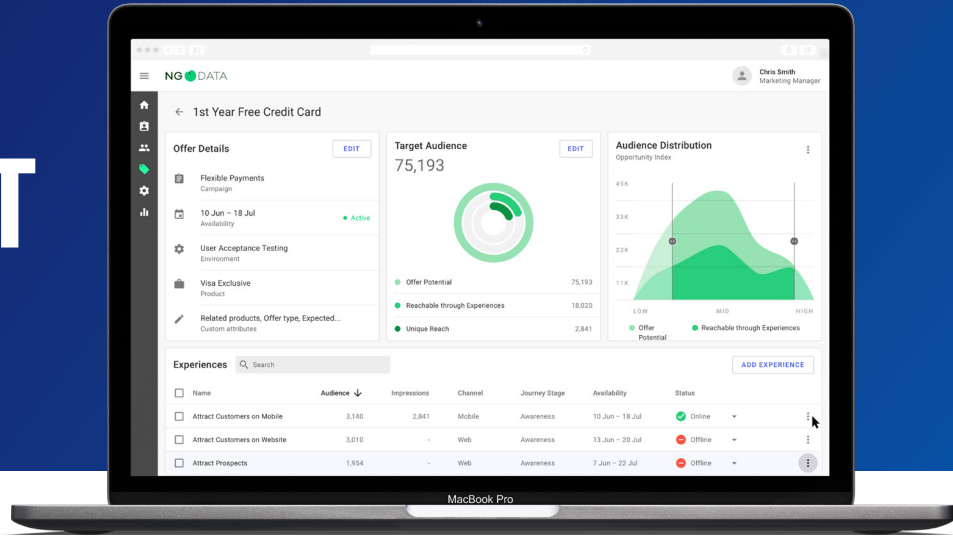 T
NGDATA
Chris Smith
Marketing Manager
1st Year Free Credit Card
Offer Details
EDIT
Flexible Payments
Campaign
10 Jun – 18 Jul
Active
Availability
User Acceptance Testing
Environment
Visa Exclusive
Product
Related products, Offer type, Expected...
Custom attributes
Target Audience
EDIT
75,193
Offer Potential 75,193
Reachable through Experiences 18,020
Unique Reach 2,841
Audience Distribution
Opportunity Index
45K
33K
22K
11K
LOW MID HIGH
Offer Potential
Reachable through Experiences
Experiences
Search
ADD EXPERIENCE
Name Audience Impressions Channel Journey Stage Availability Status
Attract Customers on Mobile 3,140 2,841 Mobile Awareness 10 Jun – 18 Jul Online
Attract Customers on Website 3,010 - Web Awareness 13 Jun – 20 Jul Offline
Attract Prospects 1,954 - Web Awareness 7 Jun – 22 Jul Offline
MacBook Pro